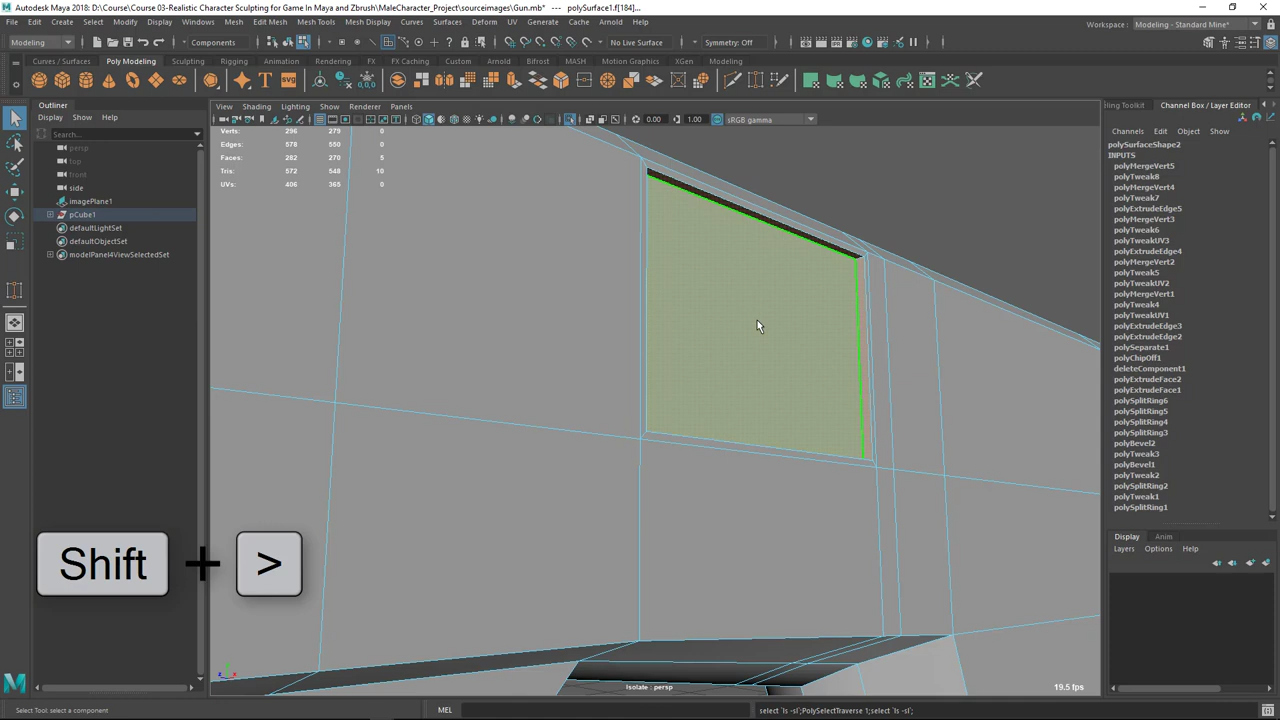 Autodesk Maya 2018: D:\Course\Course 03-Realistic Character Sculpting for Game In Maya and Zbrush\MaleCharacter_Project\sourceimages\Gun.mb* --- polySurface1.f[184]...
File Edit Create Select Modify Display Windows Mesh Edit Mesh Mesh Tools Mesh Display Curves Surfaces Deform UV Generate Cache Arnold Help
Workspace : Modeling - Standard Mine*
Modeling Components No Live Surface Symmetry: Off
Curves / Surfaces Poly Modeling Sculpting Rigging Animation Rendering FX FX Caching Custom Arnold Bifrost MASH Motion Graphics XGen Modeling
Outliner
Display Show Help
Search...
persp
top
front
side
imagePlane1
pCube1
defaultLightSet
defaultObjectSet
modelPanel4ViewSelectedSet
View Shading Lighting Show Renderer Panels
0.00 1.00 sRGB gamma
Verts: 296 279 0
Edges: 578 550 0
Faces: 282 270 5
Tris: 572 548 10
UVs: 406 365 0
Shift + >
Isolate : persp
19.5 fps
ling Toolkit Channel Box / Layer Editor
Channels Edit Object Show
polySurfaceShape2
INPUTS
polyMergeVert5
polyTweak8
polyMergeVert4
polyTweak7
polyExtrudeEdge5
polyMergeVert3
polyTweak6
polyTweakUV3
polyExtrudeEdge4
polyMergeVert2
polyTweak5
polyTweakUV2
polyMergeVert1
polyTweak4
polyTweakUV1
polyExtrudeEdge3
polyExtrudeEdge2
polySeparate1
polyChipOff1
deleteComponent1
polyExtrudeFace2
polyExtrudeFace1
polySplitRing6
polySplitRing5
polySplitRing4
polySplitRing3
polyBevel2
polyTweak3
polyBevel1
polyTweak2
polySplitRing2
polyTweak1
polySplitRing1
Display Anim
Layers Options Help
Select Tool: select a component
MEL
select `ls -sl`;PolySelectTraverse 1;select `ls -sl`;